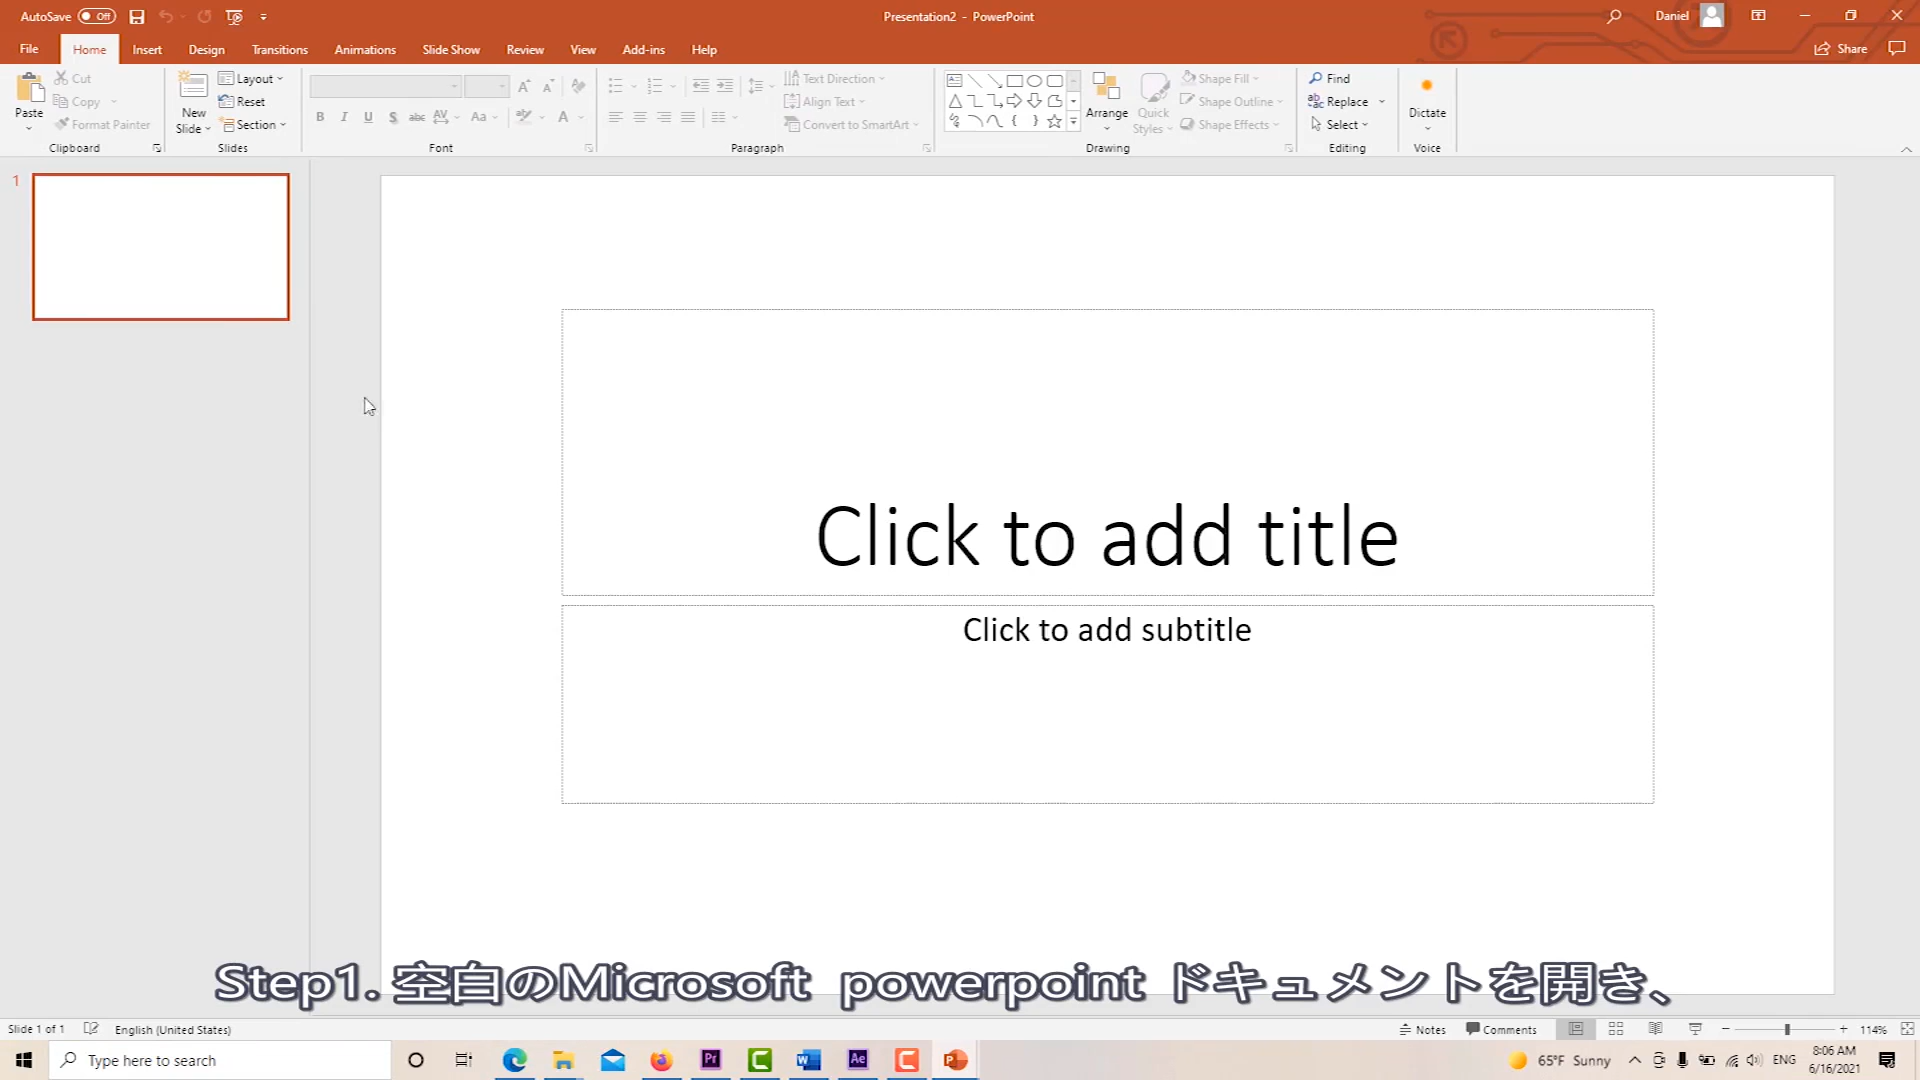 AutoSave Off
Presentation2 - PowerPoint
Daniel
File Home Insert Design Transitions Animations Slide Show Review View Add-ins Help
Share
Paste
Cut
Copy
Format Painter
Clipboard
New Slide
Layout
Reset
Section
Slides
B I U S abc AV Aa A
Font
Text Direction
Align Text
Convert to SmartArt
Paragraph
Arrange
Quick Styles
Shape Fill
Shape Outline
Shape Effects
Drawing
Find
Replace
Select
Editing
Dictate
Voice
1
Click to add title
Click to add subtitle
Step1. 空白のMicrosoft powerpoint ドキュメントを開き、
Slide 1 of 1 English (United States) Notes Comments 114%
Type here to search
Pr
Ae
65°F Sunny
ENG
8:06 AM
6/16/2021